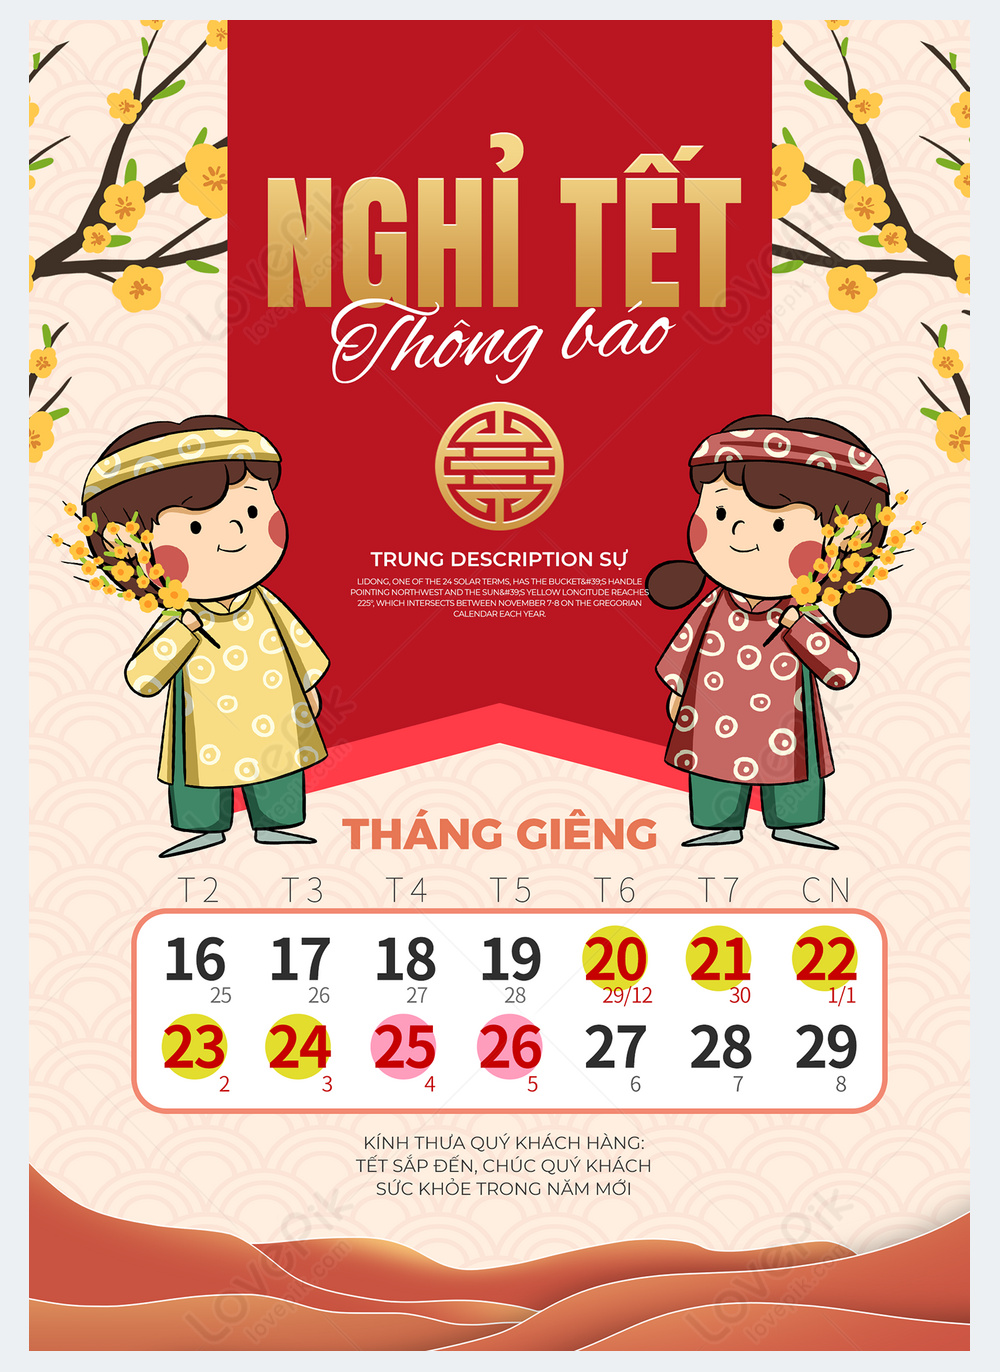 NGHỈ TẾT
Thông báo
TRUNG DESCRIPTION SỰ
LIDONG, ONE OF THE 24 SOLAR TERMS, HAS THE BUCKET&#39;S HANDLE
POINTING NORTHWEST AND THE SUN&#39;S YELLOW LONGITUDE REACHES
225°, WHICH INTERSECTS BETWEEN NOVEMBER 7-8 ON THE GREGORIAN
CALENDAR EACH YEAR.
THÁNG GIÊNG
T2 T3 T4 T5 T6 T7 CN
16 17 18 19 20 21 22
25 26 27 28 29/12 30 1/1
23 24 25 26 27 28 29
2 3 4 5 6 7 8
KÍNH THƯA QUÝ KHÁCH HÀNG:
TẾT SẮP ĐẾN, CHÚC QUÝ KHÁCH
SỨC KHỎE TRONG NĂM MỚI